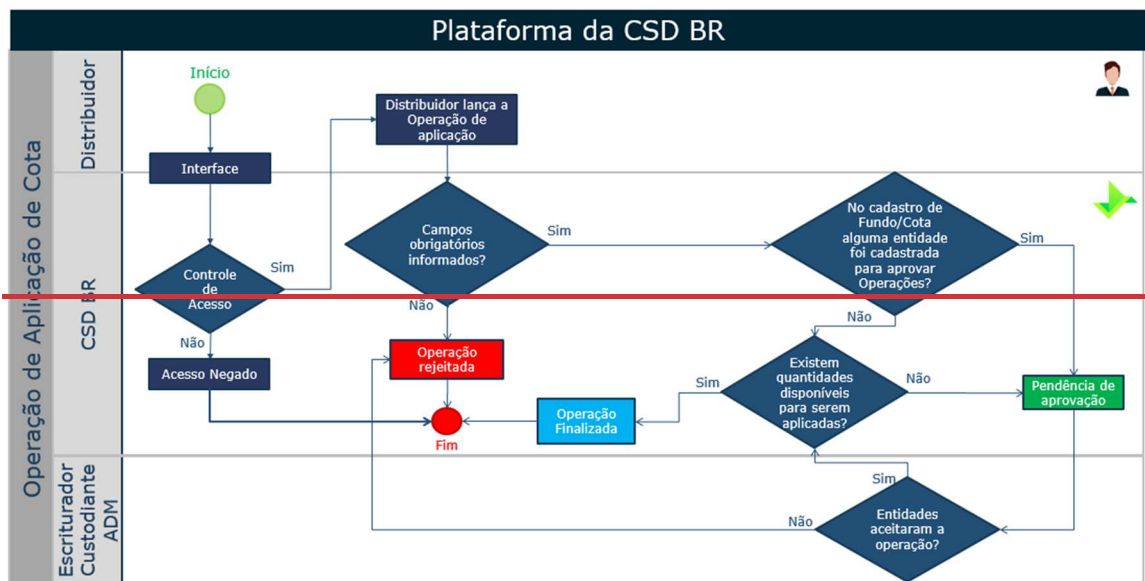 Plataforma da CSD BR
Operação de Aplicação de Cota
Distribuidor
Início
Interface
Distribuidor lança a
Operação de
aplicação
CSD BR
Controle
de
Acesso
Sim
Não
Acesso Negado
Campos
obrigatórios
informados?
Sim
Não
Operação
rejeitada
Fim
Operação
Finalizada
No cadastro de
Fundo/Cota
alguma entidade
foi cadastrada
para aprovar
Operações?
Sim
Não
Existem
quantidades
disponíveis
para serem
aplicadas?
Sim
Não
Pendência de
aprovação
Escriturador
Custodiante
ADM
Entidades
aceitaram a
operação?
Sim
Não